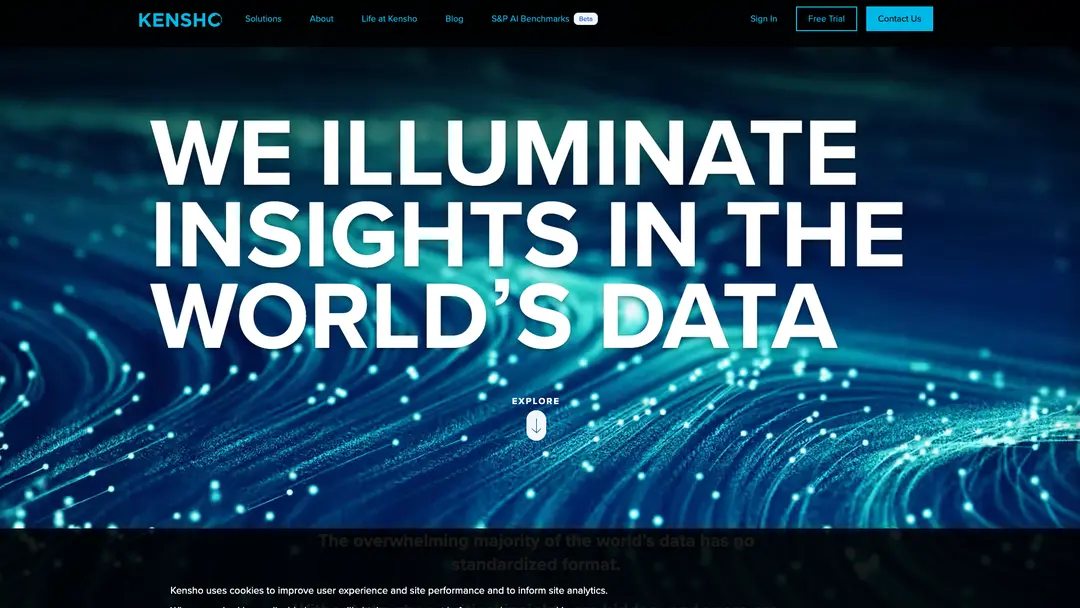 KENSHO
Solutions
About
Life at Kensho
Blog
S&P AI Benchmarks
Beta
Sign In
Free Trial
Contact Us
WE ILLUMINATE
INSIGHTS IN THE
WORLD'S DATA
EXPLORE
The overwhelming majority of the world's data has no
standardized format.
Kensho uses cookies to improve user experience and site performance and to inform site analytics.